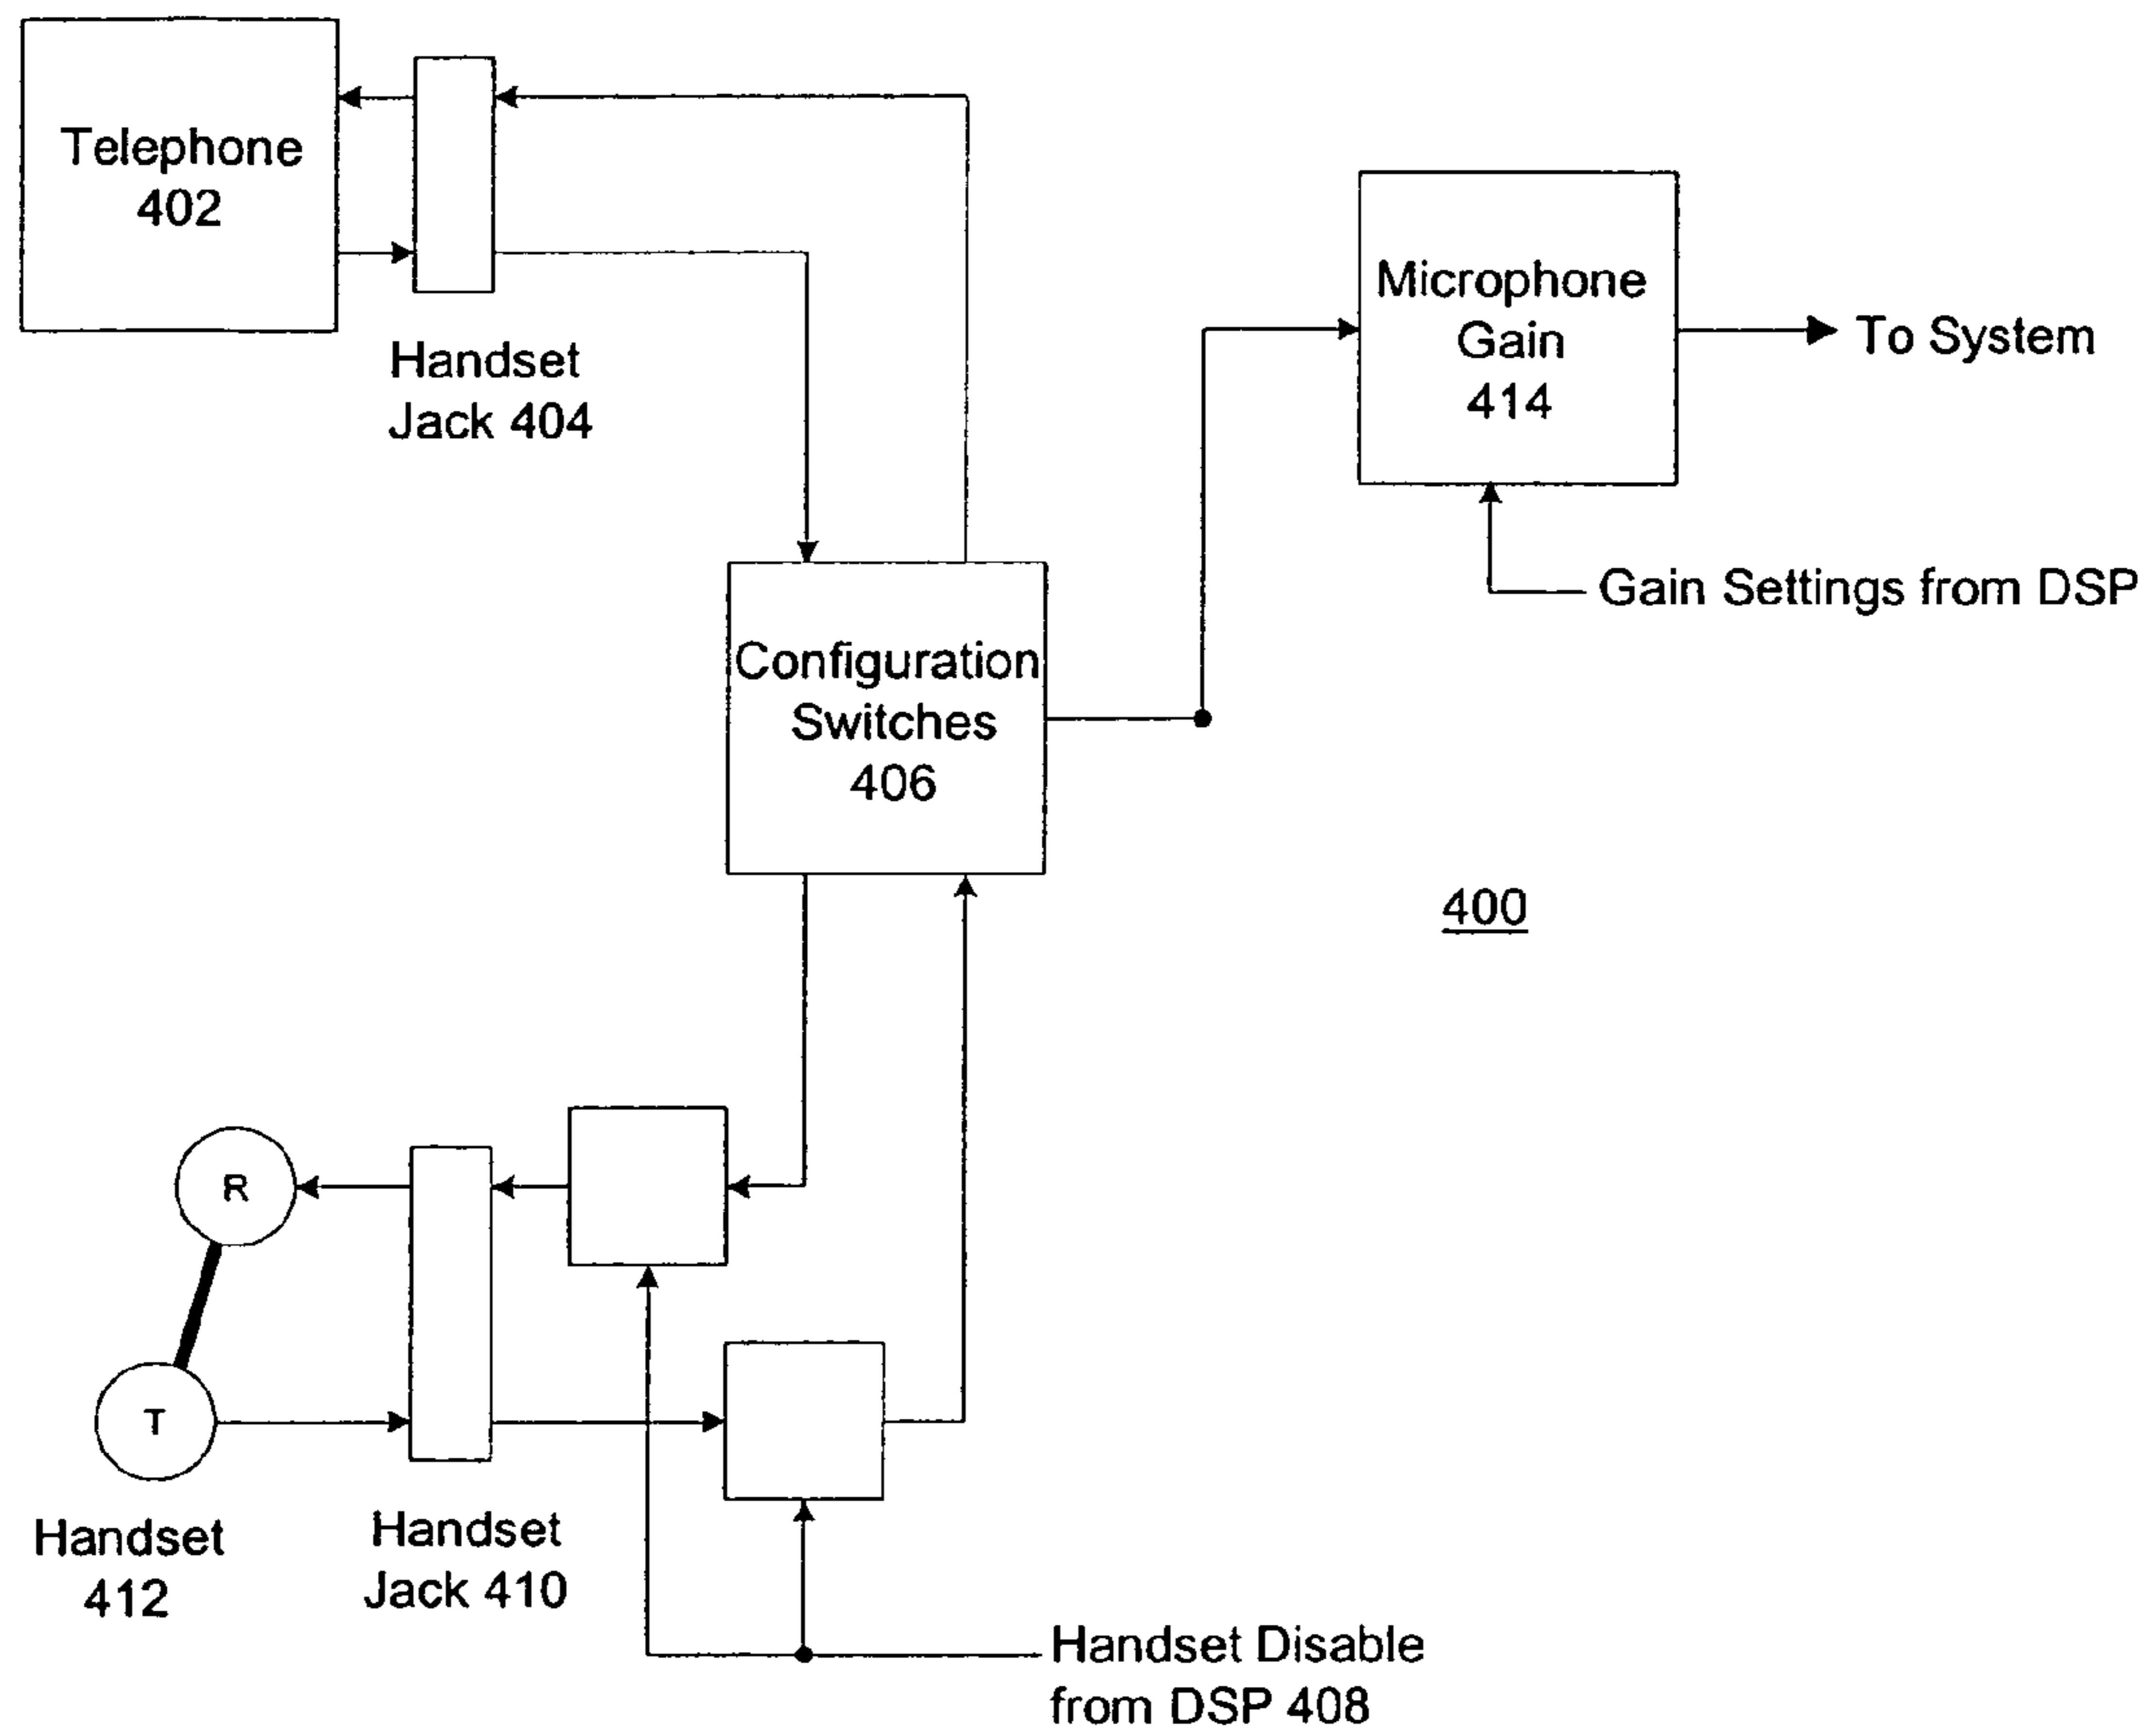 Telephone
402
Handset
Jack 404
Microphone
Gain
414
To System
Gain Settings from DSP
Configuration
Switches
406
400
R
T
Handset
412
Handset
Jack 410
Handset Disable
from DSP 408